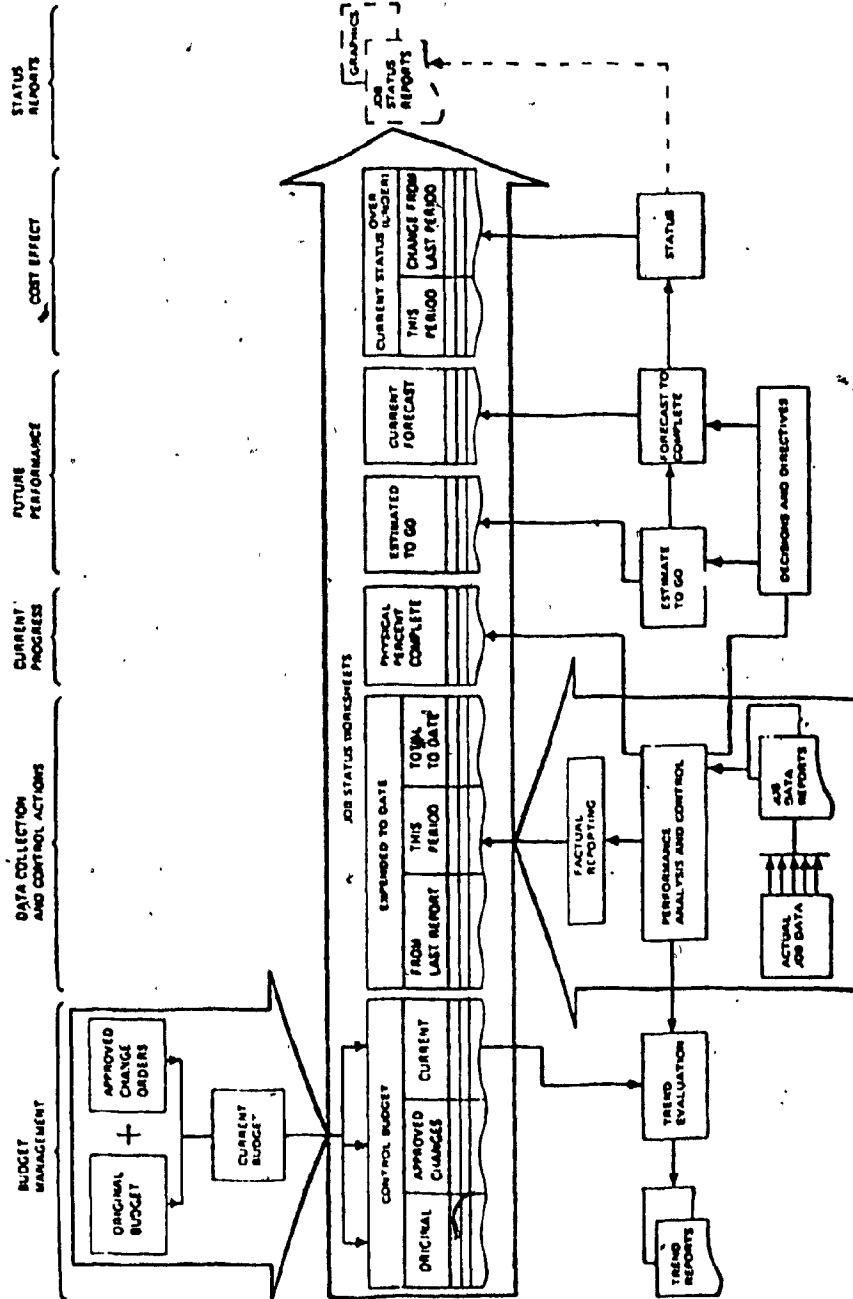 BUDGET
MANAGEMENT
DATA COLLECTION
AND CONTROL ACTIONS
CURRENT
PROGRESS
FUTURE
PERFORMANCE
COST EFFECT
STATUS
REPORTS
ORIGINAL
BUDGET
+
APPROVED
CHANGE
ORDERS
CURRENT
BUDGET
JOB STATUS WORKSHEETS
CONTROL BUDGET
ORIGINAL
APPROVED
CHANGES
CURRENT
EXPENDED TO DATE
FROM
LAST REPORT
THIS
PERIOD
TOTAL
TO DATE
PHYSICAL
PERCENT
COMPLETE
ESTIMATED
TO GO
CURRENT
FORECAST
CURRENT STATUS OVER
(UNDER)
THIS
PERIOD
CHANGE FROM
LAST PERIOD
GRAPHICS
JOB
STATUS
REPORTS
FACTUAL
REPORTING
PERFORMANCE
ANALYSIS AND CONTROL
TREND
EVALUATION
TREND
REPORTS
ACTUAL
JOB DATA
JOB
DATA
REPORTS
ESTIMATE
TO GO
FORECAST TO
COMPLETE
STATUS
DECISIONS AND DIRECTIVES